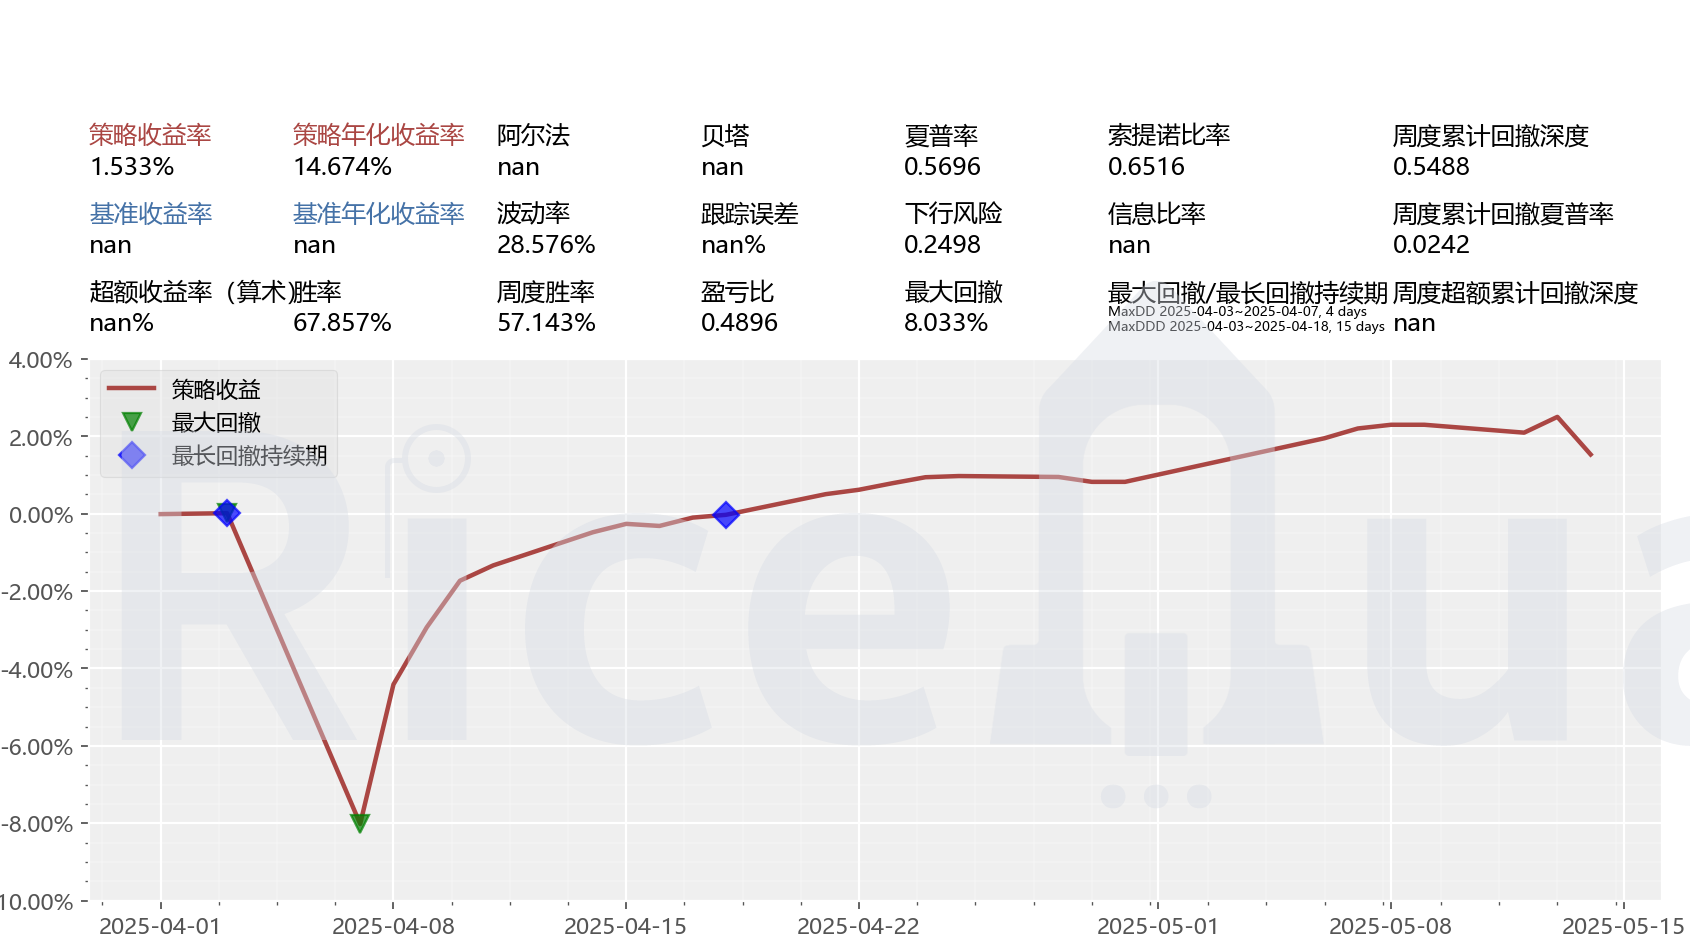 策略收益率 策略年化收益率 阿尔法 贝塔 夏普率 索提诺比率 周度累计回撤深度
1.533% 14.674% nan nan 0.5696 0.6516 0.5488
基准收益率 基准年化收益率 波动率 跟踪误差 下行风险 信息比率 周度累计回撤夏普率
nan nan 28.576% nan% 0.2498 nan 0.0242
超额收益率（算术） 胜率 周度胜率 盈亏比 最大回撤 最大回撤/最长回撤持续期 周度超额累计回撤深度
MaxDD 2025-04-03~2025-04-07, 4 days
nan% 67.857% 57.143% 0.4896 8.033% MaxDDD 2025-04-03~2025-04-18, 15 days nan
4.00%
策略收益
最大回撤
2.00%
最长回撤持续期
0.00%
-2.00%
-4.00%
-6.00%
-8.00%
10.00%
2025-04-01 2025-04-08 2025-04-15 2025-04-22 2025-05-01 2025-05-08 2025-05-15
Rice ua